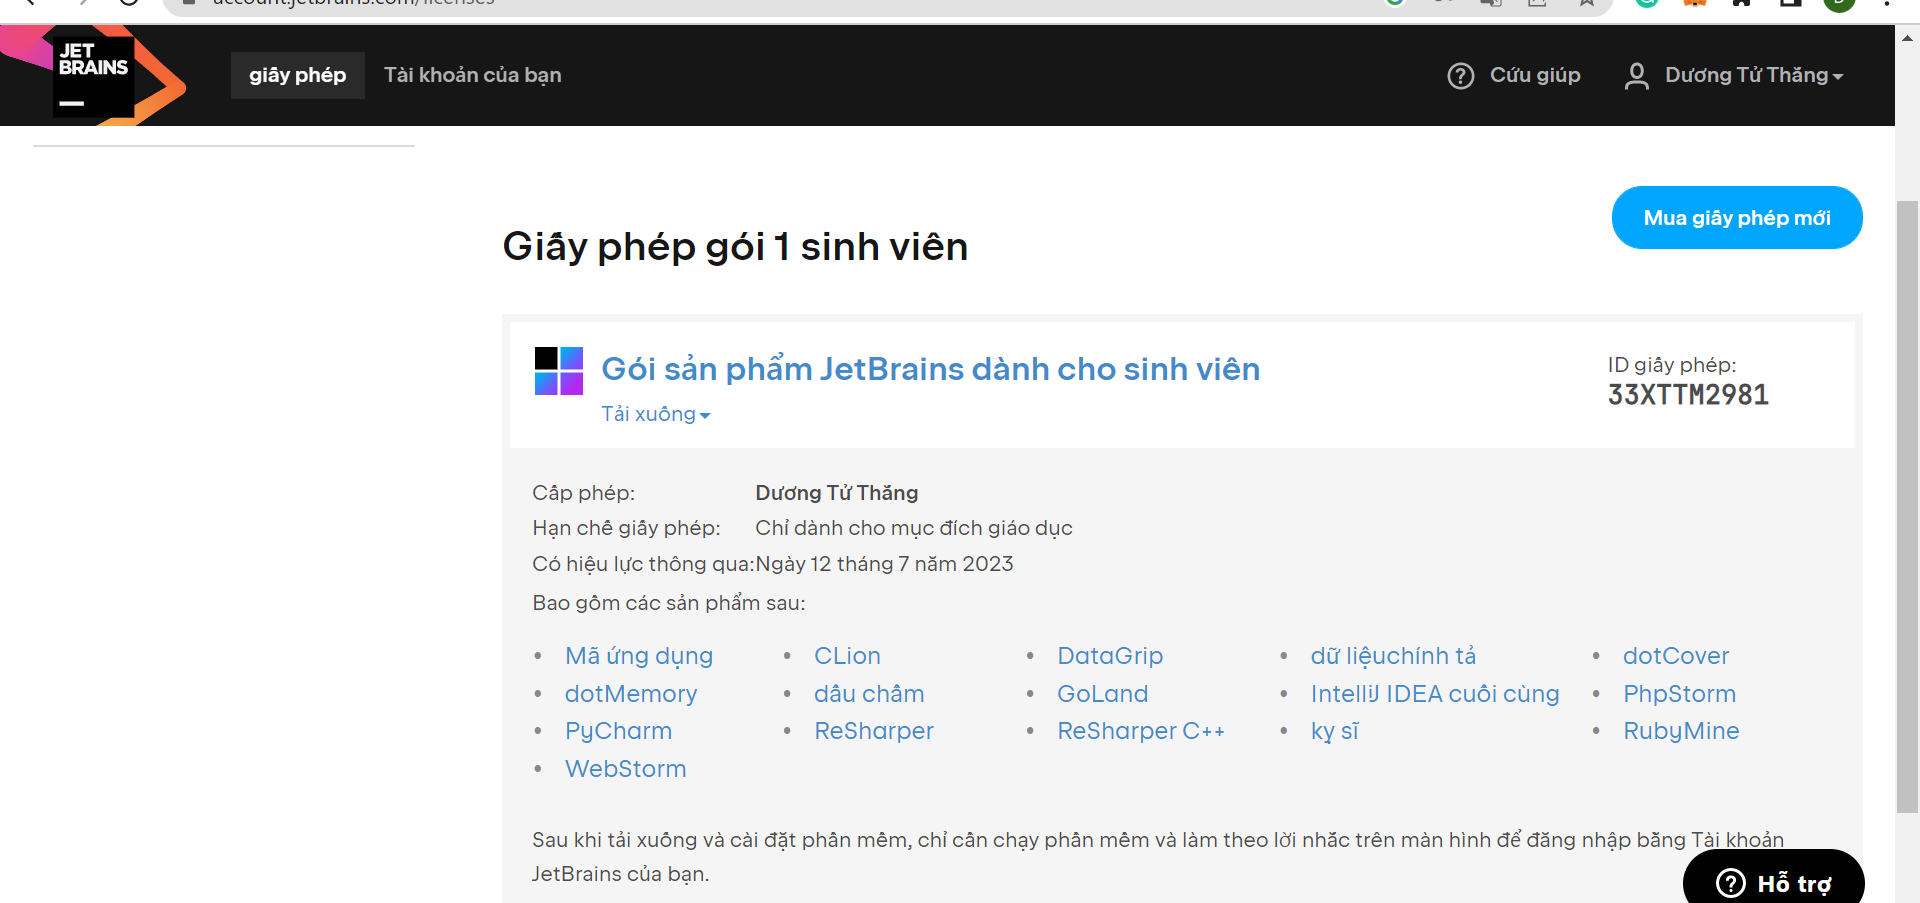 account.jetbrains.com/licenses
JET
BRAINS
giấy phép
Tài khoản của bạn
Cứu giúp
Dương Tử Thắng
Mua giấy phép mới
Giấy phép gói 1 sinh viên
Gói sản phẩm JetBrains dành cho sinh viên
Tải xuống
ID giấy phép:
33XTTM2981
Cấp phép: Dương Tử Thắng
Hạn chế giấy phép: Chỉ dành cho mục đích giáo dục
Có hiệu lực thông qua: Ngày 12 tháng 7 năm 2023
Bao gồm các sản phẩm sau:
• Mã ứng dụng • CLion • DataGrip • dữ liệuchính tả • dotCover
• dotMemory • dấu chấm • GoLand • IntelliJ IDEA cuối cùng • PhpStorm
• PyCharm • ReSharper • ReSharper C++ • kỵ sĩ • RubyMine
• WebStorm
Sau khi tải xuống và cài đặt phần mềm, chỉ cần chạy phần mềm và làm theo lời nhắc trên màn hình để đăng nhập bằng Tài khoản
JetBrains của bạn.
Hỗ trợ